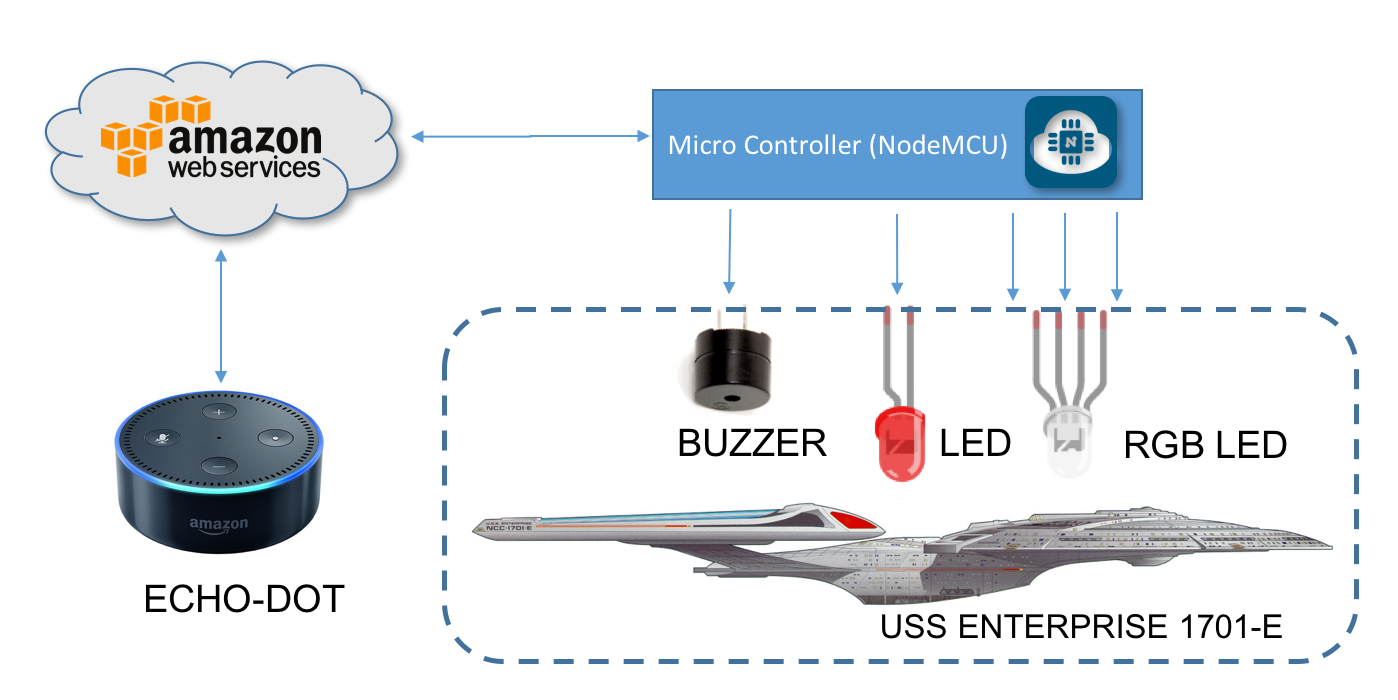 amazon
web services
Micro Controller (NodeMCU)
N
BUZZER
LED
RGB LED
amazon
ECHO-DOT
U.S.S. ENTERPRISE
NCC-1701-E
USS ENTERPRISE 1701-E